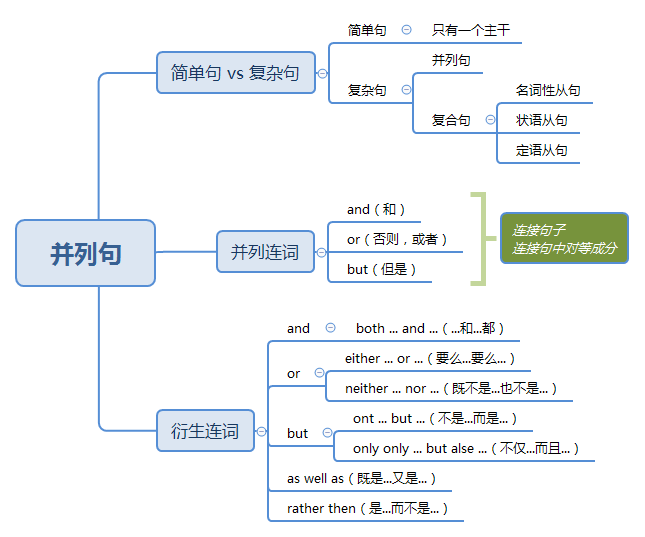 并列句
简单句 vs 复杂句
简单句
只有一个主干
复杂句
并列句
复合句
名词性从句
状语从句
定语从句
并列连词
and（和）
or（否则，或者）
but（但是）
连接句子
连接句中对等成分
衍生连词
and
both ... and ...（...和...都）
or
either ... or ...（要么...要么...）
neither ... nor ...（既不是...也不是...）
but
ont ... but ...（不是...而是...）
only only ... but alse ...（不仅...而且...）
as well as（既是...又是...）
rather then（是...而不是...）